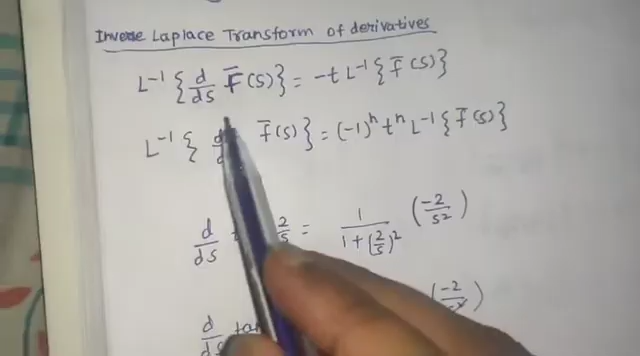 Inverse Laplace Transform of derivatives
L⁻¹ { d/ds F̄(s) } = -t L⁻¹ { F̄(s) }
L⁻¹ { F̄(s) } = (-1)ⁿ tⁿ L⁻¹ { F̄(s) }
d/ds 2/s = 1/(1+(2/s)²) (-2/s²)
d/ds (-2